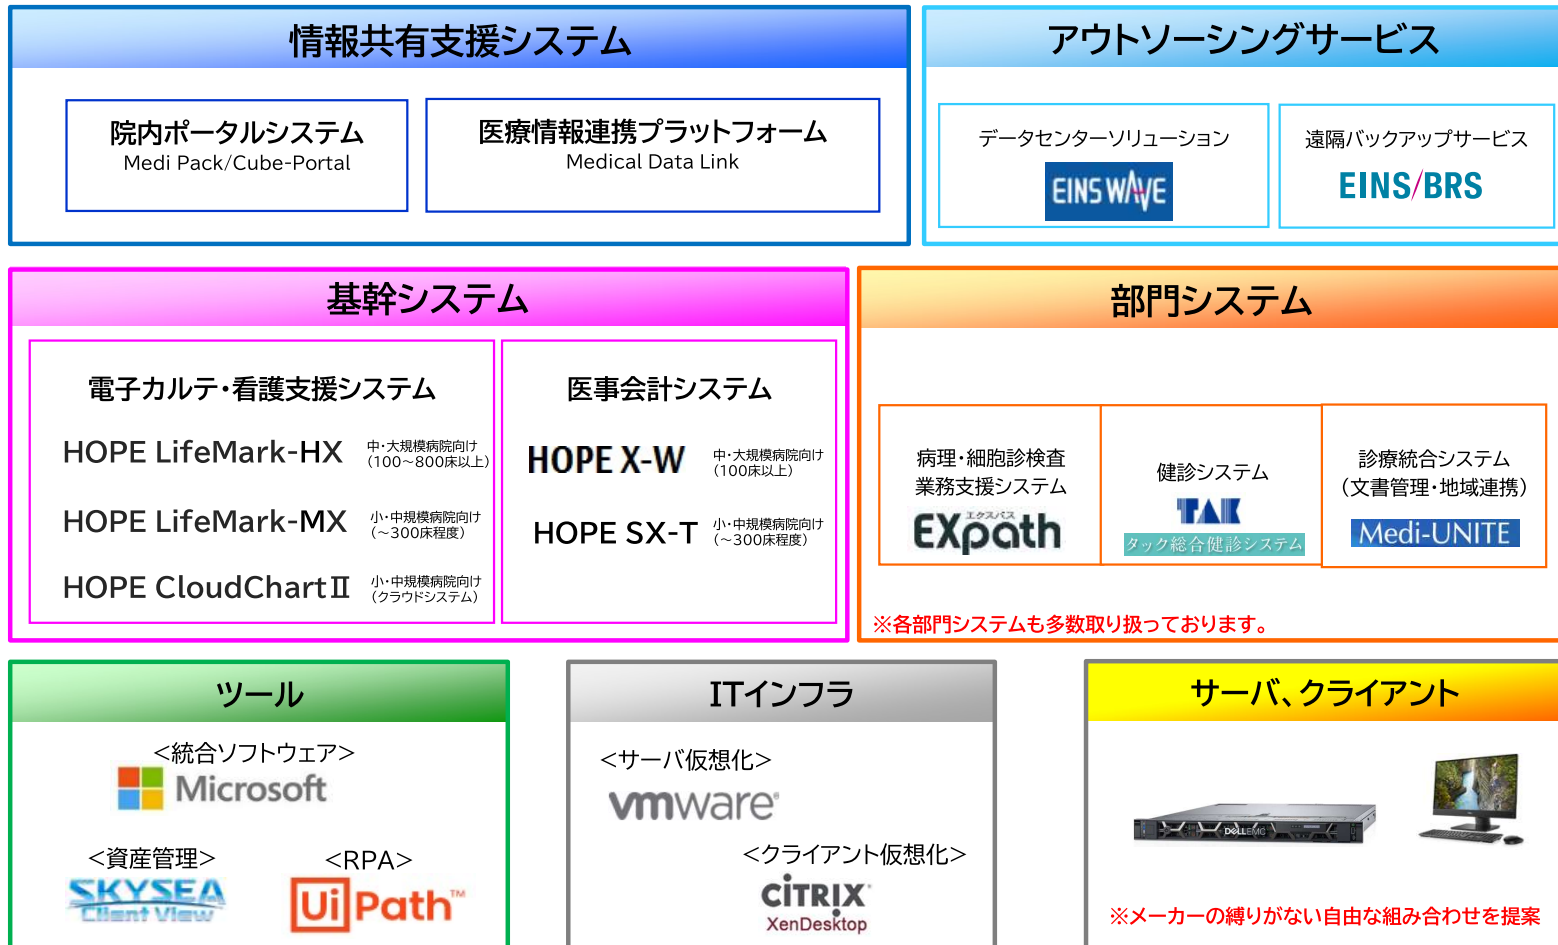 情報共有支援システム
院内ポータルシステム
Medi Pack/Cube-Portal
医療情報連携プラットフォーム
Medical Data Link
アウトソーシングサービス
データセンターソリューション
EINS WAVE
遠隔バックアップサービス
EINS/BRS
基幹システム
電子カルテ・看護支援システム
HOPE LifeMark-HX
中・大規模病院向け
（100～800床以上）
HOPE LifeMark-MX
小・中規模病院向け
（～300床程度）
HOPE CloudChartⅡ
小・中規模病院向け
（クラウドシステム）
医事会計システム
HOPE X-W
中・大規模病院向け
（100床以上）
HOPE SX-T
小・中規模病院向け
（～300床程度）
部門システム
病理・細胞診検査
業務支援システム
エクスパス
EXpath
健診システム
TAK
タック総合健診システム
診療統合システム
（文書管理・地域連携）
Medi-UNITE
※各部門システムも多数取り扱っております。
ツール
<統合ソフトウェア>
Microsoft
<資産管理>
SKYSEA
Client View
<RPA>
UiPath™
ITインフラ
<サーバ仮想化>
vmware®
<クライアント仮想化>
CITRIX®
XenDesktop
サーバ、クライアント
DELLEMC
※メーカーの縛りがない自由な組み合わせを提案